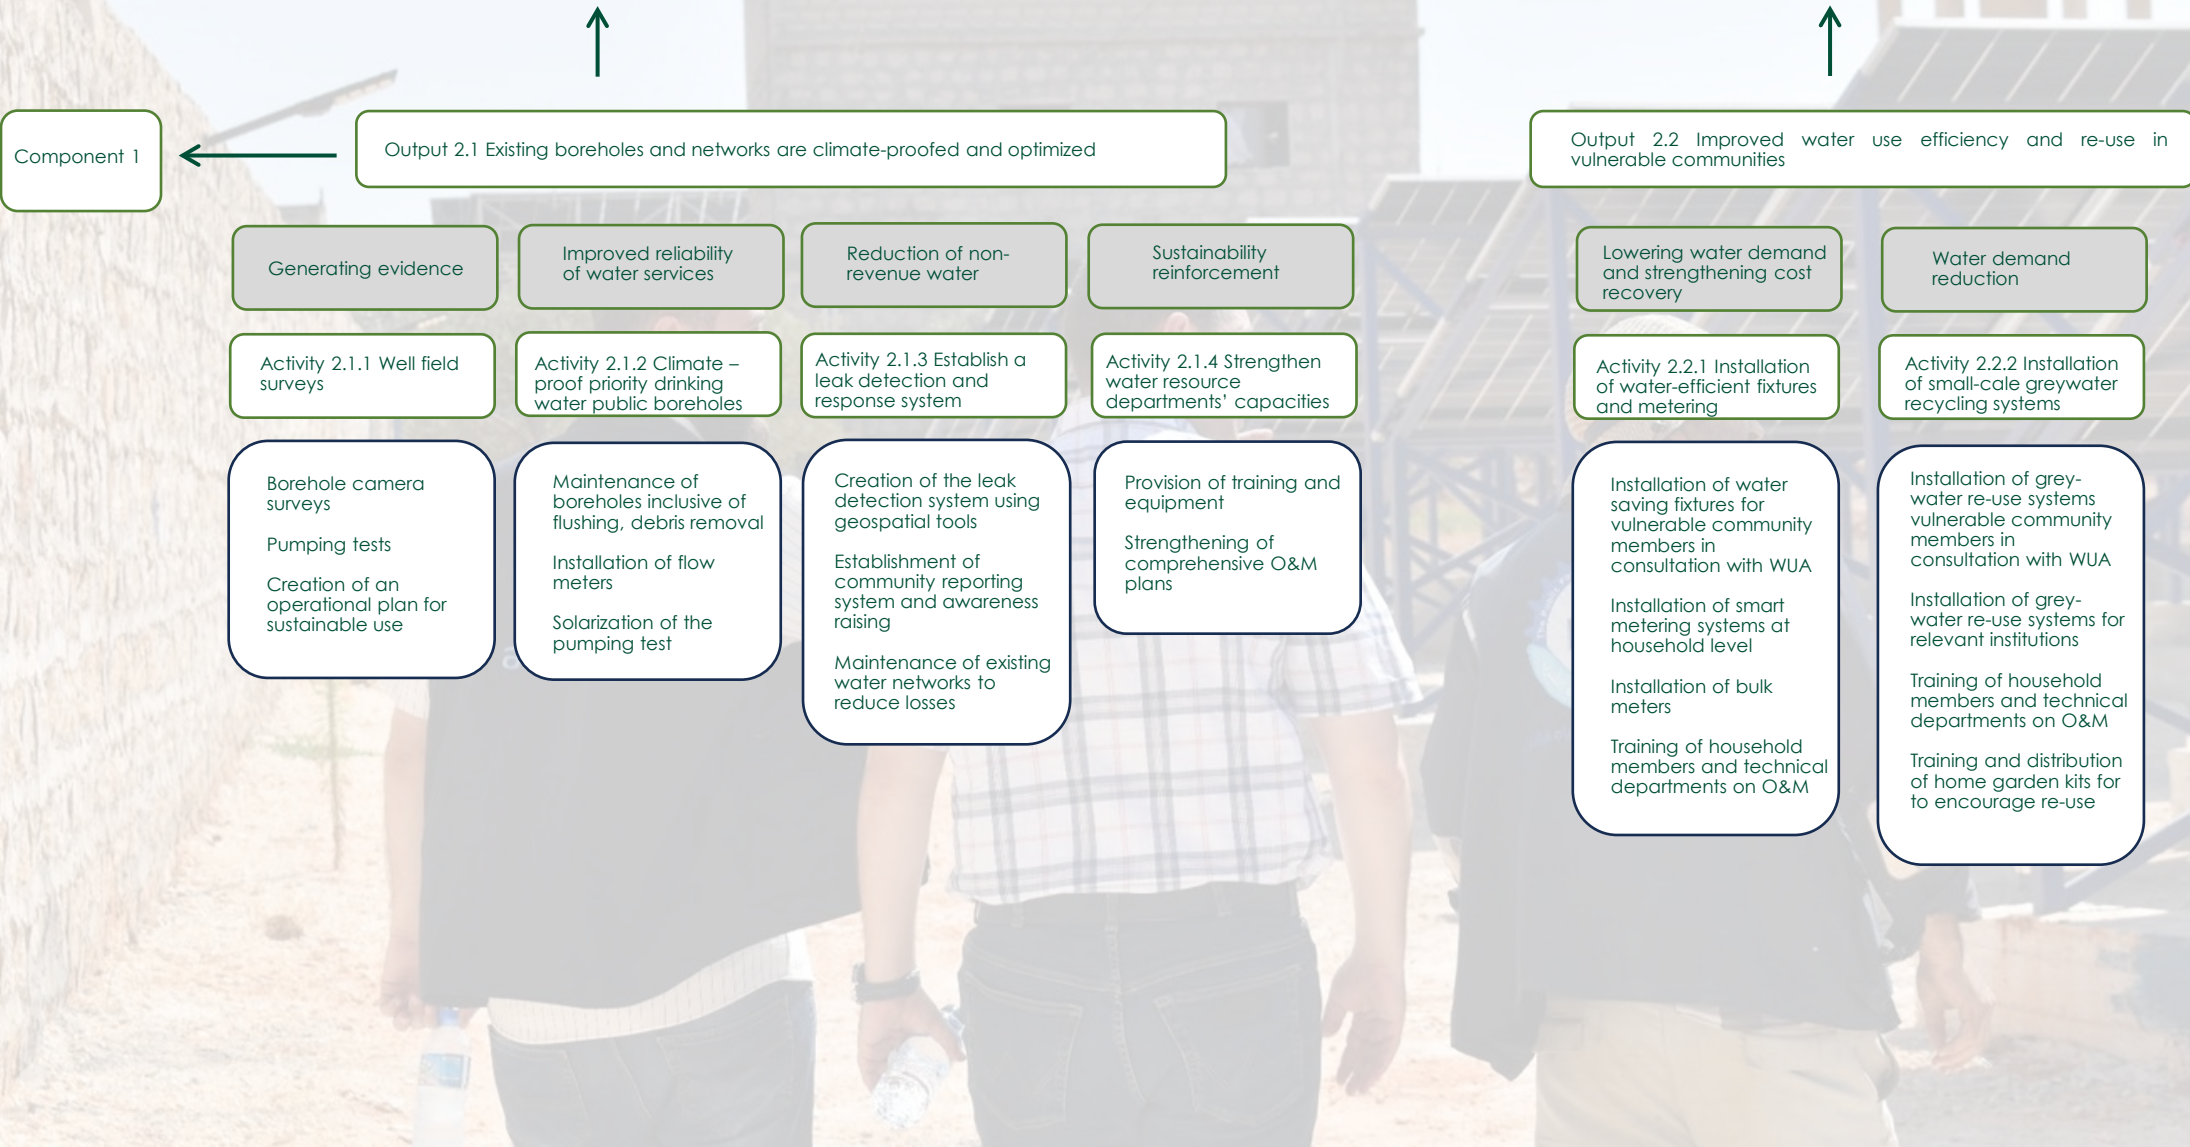 Component 1
Output 2.1 Existing boreholes and networks are climate-proofed and optimized
Output 2.2 Improved water use efficiency and re-use in
vulnerable communities
Generating evidence
Improved reliability
of water services
Reduction of non-
revenue water
Sustainability
reinforcement
Lowering water demand
and strengthening cost
recovery
Water demand
reduction
Activity 2.1.1 Well field
surveys
Activity 2.1.2 Climate –
proof priority drinking
water public boreholes
Activity 2.1.3 Establish a
leak detection and
response system
Activity 2.1.4 Strengthen
water resource
departments’ capacities
Activity 2.2.1 Installation
of water-efficient fixtures
and metering
Activity 2.2.2 Installation
of small-cale greywater
recycling systems
Borehole camera
surveys
Pumping tests
Creation of an
operational plan for
sustainable use
Maintenance of
boreholes inclusive of
flushing, debris removal
Installation of flow
meters
Solarization of the
pumping test
Creation of the leak
detection system using
geospatial tools
Establishment of
community reporting
system and awareness
raising
Maintenance of existing
water networks to
reduce losses
Provision of training and
equipment
Strengthening of
comprehensive O&M
plans
Installation of water
saving fixtures for
vulnerable community
members in
consultation with WUA
Installation of smart
metering systems at
household level
Installation of bulk
meters
Training of household
members and technical
departments on O&M
Installation of grey-
water re-use systems
vulnerable community
members in
consultation with WUA
Installation of grey-
water re-use systems for
relevant institutions
Training of household
members and technical
departments on O&M
Training and distribution
of home garden kits for
to encourage re-use